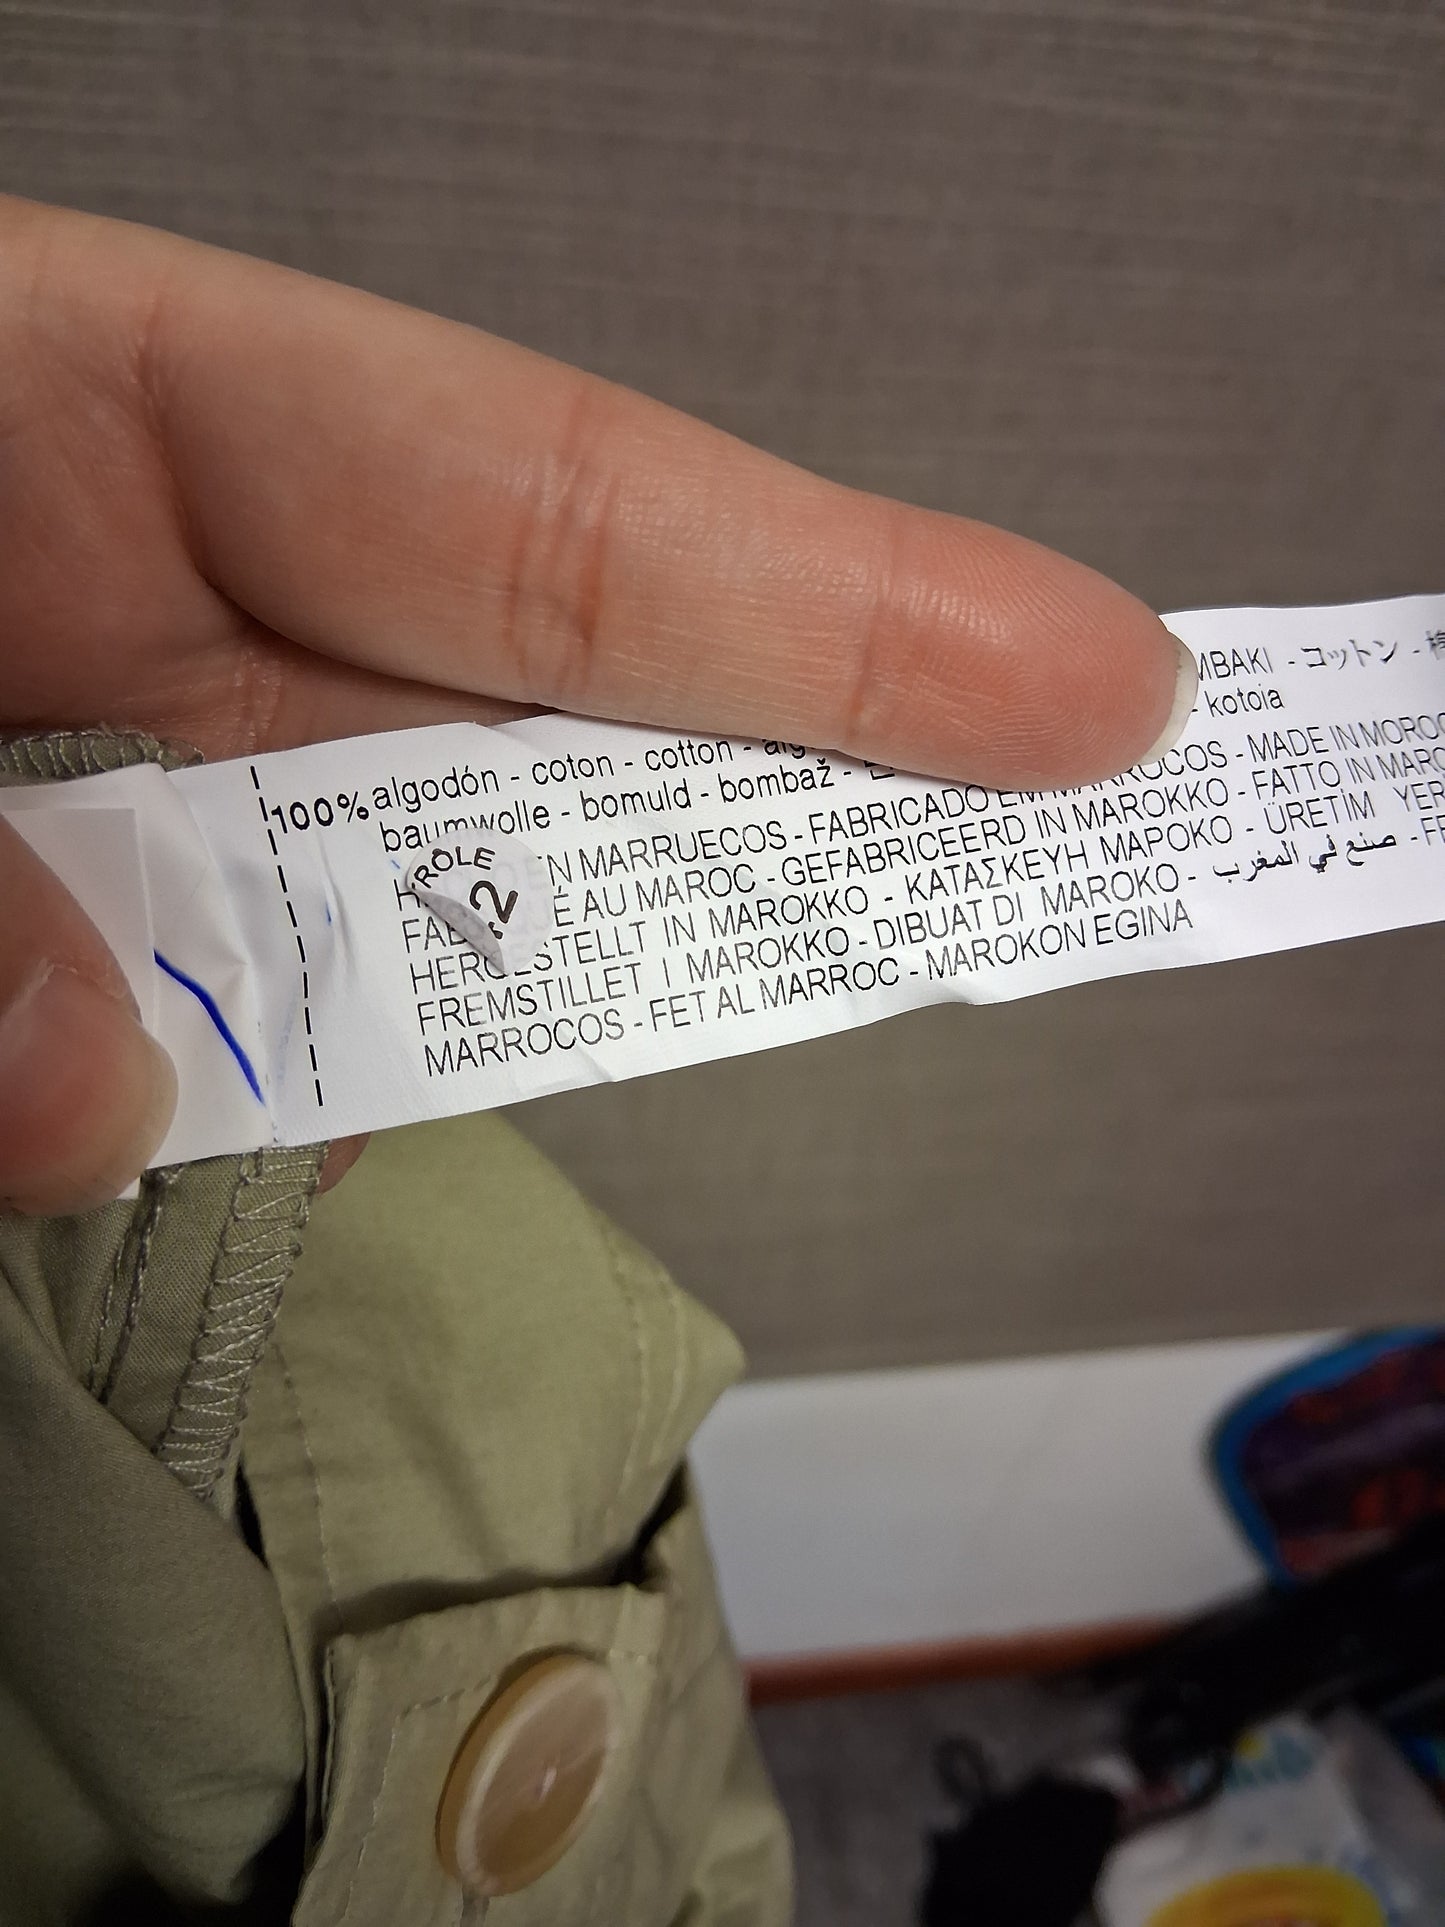 100% algodón - coton - cotton -
baumwolle - bomuld - bombaž -
MBAKI - コットン -
- kotoia
EN MARRUECOS - FABRICADO EM MARROCOS - MADE IN
É AU MAROC - GEFABRICEERD IN MAROKKO - FATTO IN
HERGESTELLT IN MAROKKO - ΚΑΤΑΣΚΕΥΗ ΜΑΡΟΚΟ - ÜRETİM
FREMSTILLET I MAROKKO - DIBUAT DI MAROKO - صنع في المغرب -
MARROCOS - FET AL MARROC - MAROKON EGINA
RÔLE
2